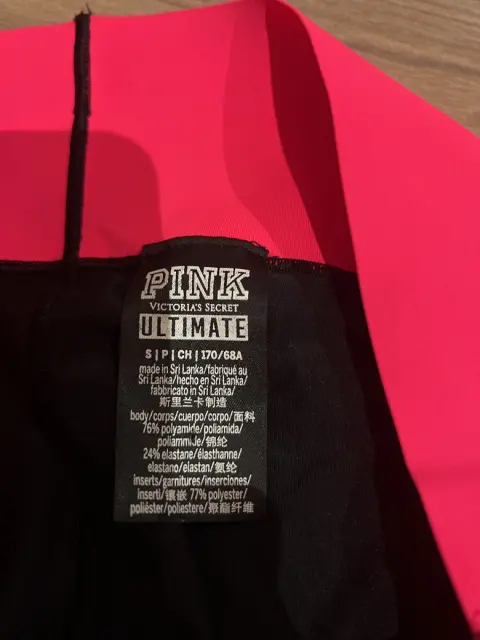 PINK
VICTORIA'S SECRET
ULTIMATE
S | P | CH | 170/68A
made in Sri Lanka/fabriqué au
Sri Lanka/hecho en Sri Lanka/
fabbricato in Sri Lanka/
斯里兰卡制造
body/corps/cuerpo/corpo/面料
76% polyamide/poliamida/
poliammide/锦纶
24% elastane/élasthanne/
elastano/elastan/氨纶
inserts/garnitures/inserciones/
inserti/镶嵌 77% polyester/
poliéster/poliestere/聚酯纤维